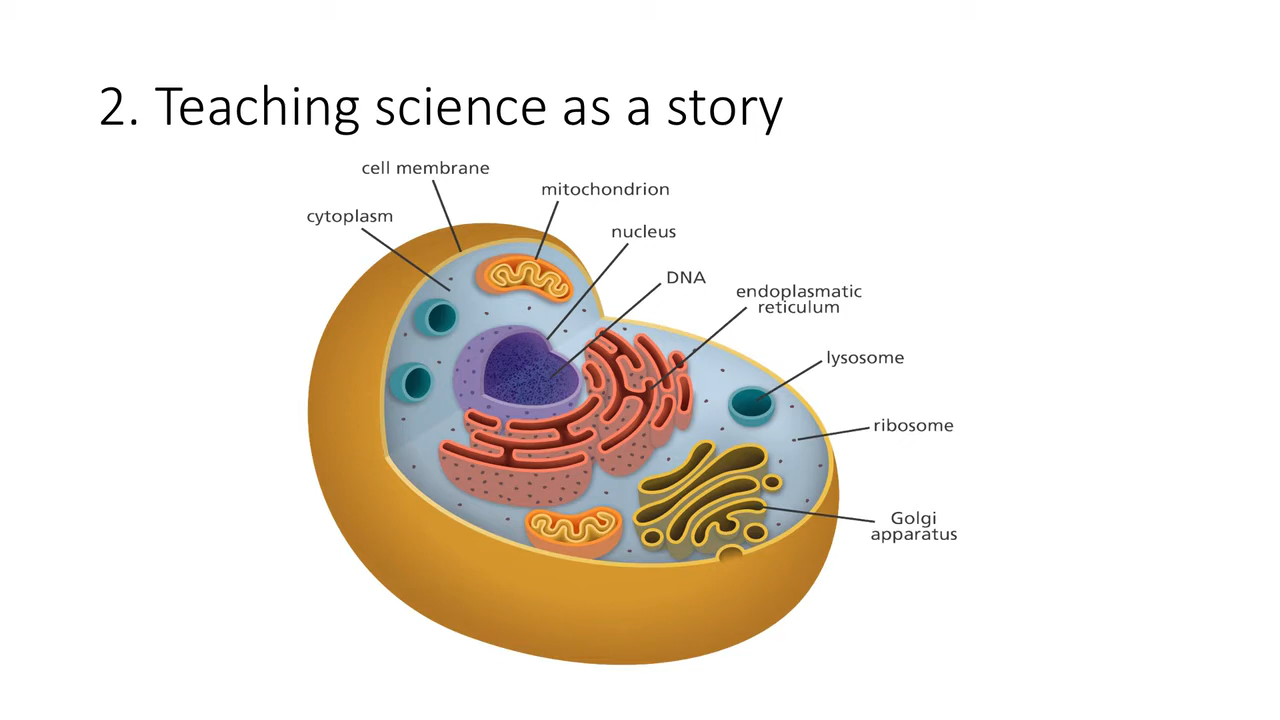 2. Teaching science as a story
cell membrane
mitochondrion
cytoplasm
nucleus
DNA
endoplasmatic
reticulum
lysosome
ribosome
Golgi
apparatus